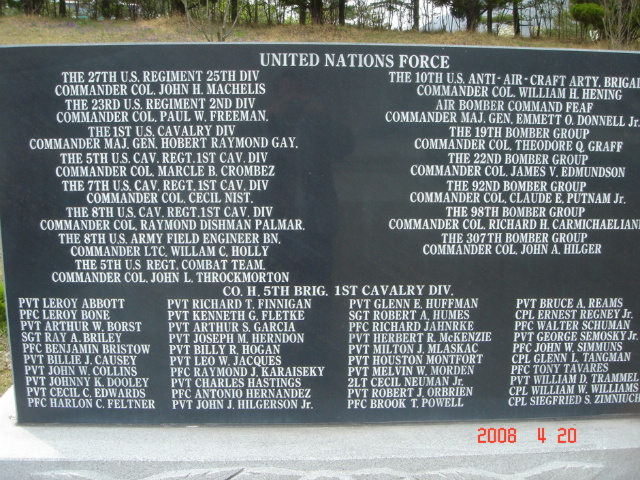 UNITED NATIONS FORCE
THE 27TH U.S. REGIMENT 25TH DIV
COMMANDER COL. JOHN H. MACHELIS
THE 23RD U.S. REGIMENT 2ND DIV
COMMANDER COL. PAUL W. FREEMAN.
THE 1ST U.S. CAVALRY DIV
COMMANDER MAJ. GEN. HOBERT RAYMOND GAY.
THE 5TH U.S. CAV. REGT. 1ST CAV. DIV
COMMANDER COL. MARCLE B. CROMBEZ
THE 7TH U.S. CAV. REGT. 1ST CAV. DIV
COMMANDER COL. CECIL NIST.
THE 8TH U.S. CAV. REGT. 1ST CAV. DIV
COMMANDER COL. RAYMOND DISHMAN PALMAR.
THE 8TH U.S. ARMY FIELD ENGINEER BN.
COMMANDER LTC. WILLAM C. HOLLY
THE 5TH U.S REGT. COMBAT TEAM.
COMMANDER COL. JOHN L. THROCKMORTON
THE 10TH U.S. ANTI-AIR-CRAFT ARTY. BRIGAD
COMMANDER COL. WILLIAM H. HENING
AIR BOMBER COMMAND FEAF
COMMANDER MAJ. GEN. EMMETT O. DONNELL Jr.
THE 19TH BOMBER GROUP
COMMANDER COL. THEODORE Q. GRAFF
THE 22ND BOMBER GROUP
COMMANDER COL. JAMES V. EDMUNDSON
THE 92ND BOMBER GROUP
COMMANDER COL. CLAUDE E. PUTNAM Jr.
THE 98TH BOMBER GROUP
COMMANDER COL. RICHARD H. CARMICHAELIAN
THE 307TH BOMBER GROUP
COMMANDER COL. JOHN A. HILGER
CO. H, 5TH BRIG. 1ST CAVALRY DIV.
PVT LEROY ABBOTT
PFC LEROY BONE
PVT ARTHUR W. BORST
SGT RAY A. BRILEY
PFC BENJAMIN BRISTOW
PVT BILLIE J. CAUSEY
PVT JOHN W. COLLINS
PVT JOHNNY K. DOOLEY
PVT CECIL C. EDWARDS
PFC HARLON C. FELTNER
PVT RICHARD T. FINNIGAN
PVT KENNETH G. FLETKE
PVT ARTHUR S. GARCIA
PVT JOSEPH M. HERNDON
PVT BILLY R. HOGAN
PVT LEO W. JACQUES
PFC RAYMOND J. KARAISEKY
PVT CHARLES HASTINGS
PFC ANTONIO HERNANDEZ
PVT JOHN J. HILGERSON Jr.
PVT GLENN E. HUFFMAN
SGT ROBERT A. HUMES
PFC RICHARD JAHNRKE
PVT HERBERT R. McKENZIE
PVT MILTON J. MLASKA
PVT HOUSTON MONTFORT
PVT MELVIN W. MORDEN
2LT CECIL NEUMAN Jr.
PVT ROBERT J. ORBRIEN
PFC BROOK T. POWELL
PVT BRUCE A. REAMS
CPL ERNEST REGNEY Jr.
PFC WALTER SCHUMAN
PVT GEORGE SEMOSKY Jr.
PFC JOHN W. SIMMUNS
CPL GLENN L. TANGMAN
PFC TONY TAVARES
PVT WILLIAM D. TRAMMEL
CPL WILLIAM W. WILLIAMS
CPL SIEGFRIED S. ZIMNIUCH
2008 4 20